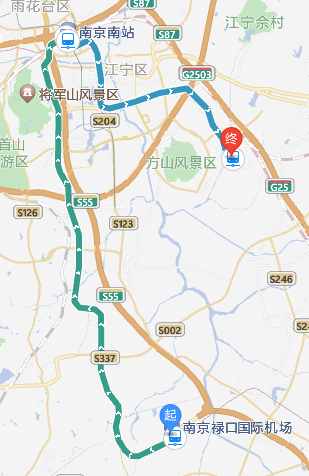 雨花台区
S87
江宁佘村
南京南站
S87
江宁区
G2503
将军山风景区
S204
终
首山
游区
方山风景区
G25
S55
S126
S123
S246
S55
S002
S24
S337
起
南京禄口国际机场